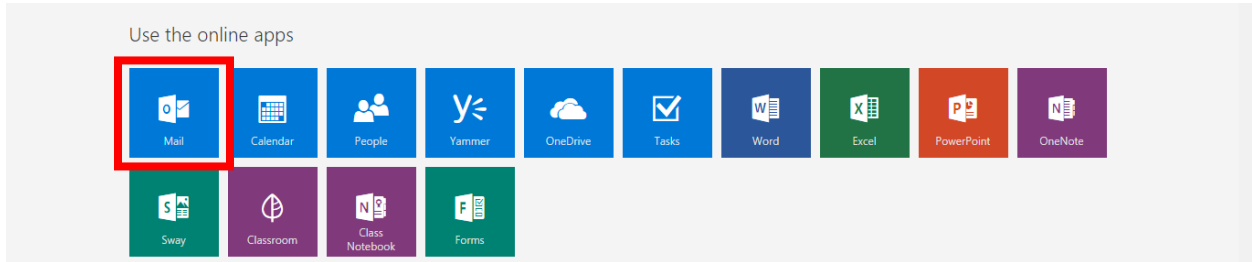 Use the online apps
Mail Calendar People Yammer OneDrive Tasks Word Excel PowerPoint OneNote
Sway Classroom Class Notebook Forms